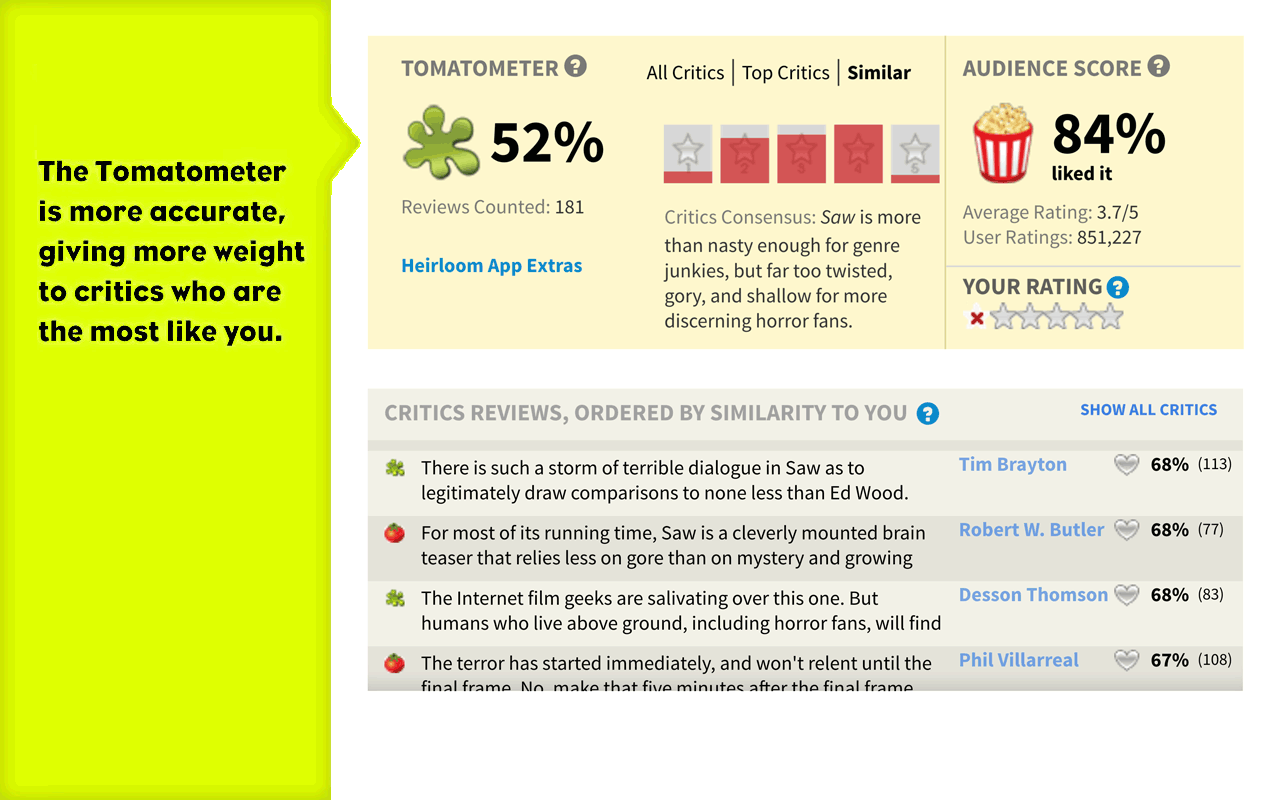 The Tomatometer
is more accurate,
giving more weight
to critics who are
the most like you.
TOMATOMETER ?
All Critics | Top Critics | Similar
52%
Reviews Counted: 181
Heirloom App Extras
1 2 3 4 5
Critics Consensus: Saw is more
than nasty enough for genre
junkies, but far too twisted,
gory, and shallow for more
discerning horror fans.
AUDIENCE SCORE ?
84%
liked it
Average Rating: 3.7/5
User Ratings: 851,227
YOUR RATING ?
CRITICS REVIEWS, ORDERED BY SIMILARITY TO YOU ?
SHOW ALL CRITICS
There is such a storm of terrible dialogue in Saw as to
legitimately draw comparisons to none less than Ed Wood.
Tim Brayton 68% (113)
For most of its running time, Saw is a cleverly mounted brain
teaser that relies less on gore than on mystery and growing
Robert W. Butler 68% (77)
The Internet film geeks are salivating over this one. But
humans who live above ground, including horror fans, will find
Desson Thomson 68% (83)
The terror has started immediately, and won't relent until the
final frame. No, make that five minutes after the final frame
Phil Villarreal 67% (108)